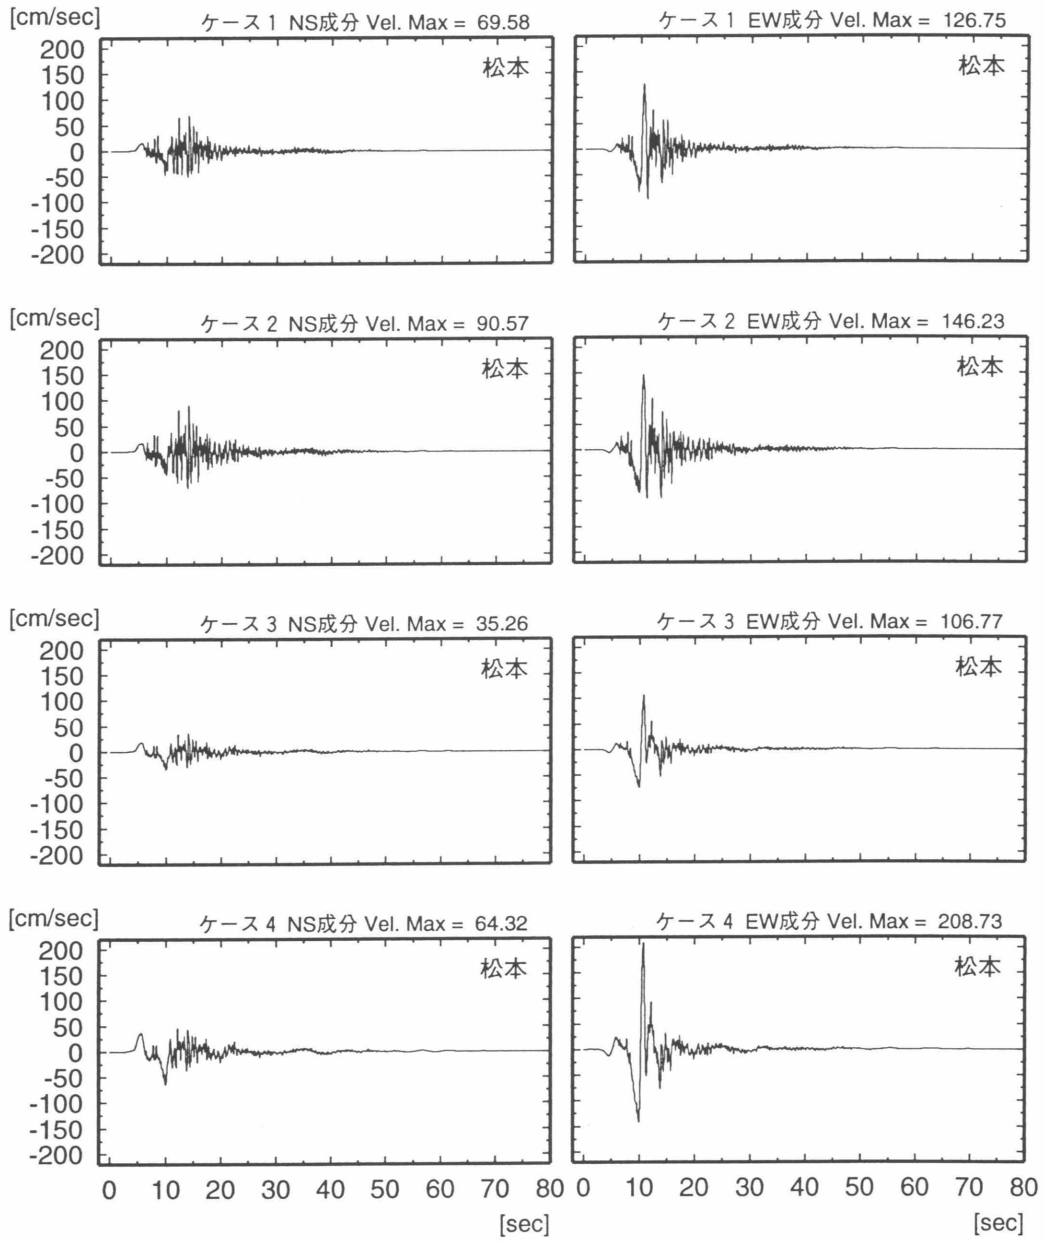 [cm/sec] ケース1 NS成分 Vel. Max = 69.58
ケース1 EW成分 Vel. Max = 126.75
200
150
100
50
0
-50
-100
-150
-200
松本
松本
[cm/sec] ケース2 NS成分 Vel. Max = 90.57
ケース2 EW成分 Vel. Max = 146.23
200
150
100
50
0
-50
-100
-150
-200
松本
松本
[cm/sec] ケース3 NS成分 Vel. Max = 35.26
ケース3 EW成分 Vel. Max = 106.77
200
150
100
50
0
-50
-100
-150
-200
松本
松本
[cm/sec] ケース4 NS成分 Vel. Max = 64.32
ケース4 EW成分 Vel. Max = 208.73
200
150
100
50
0
-50
-100
-150
-200
松本
松本
0 10 20 30 40 50 60 70 80
0 10 20 30 40 50 60 70 80
[sec]
[sec]